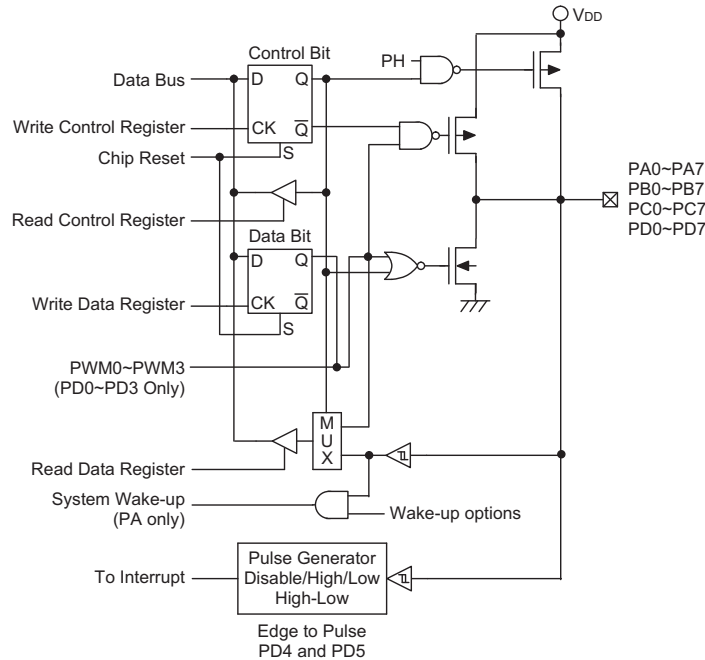 VDD
Control Bit
PH
Data Bus
D
Q
Write Control Register
CK
Q
Chip Reset
S
PA0~PA7
PB0~PB7
PC0~PC7
PD0~PD7
Read Control Register
Data Bit
D
Q
Write Data Register
CK
Q
S
PWM0~PWM3
(PD0~PD3 Only)
M
U
X
Read Data Register
System Wake-up
(PA only)
Wake-up options
Pulse Generator
Disable/High/Low
High-Low
To Interrupt
Edge to Pulse
PD4 and PD5